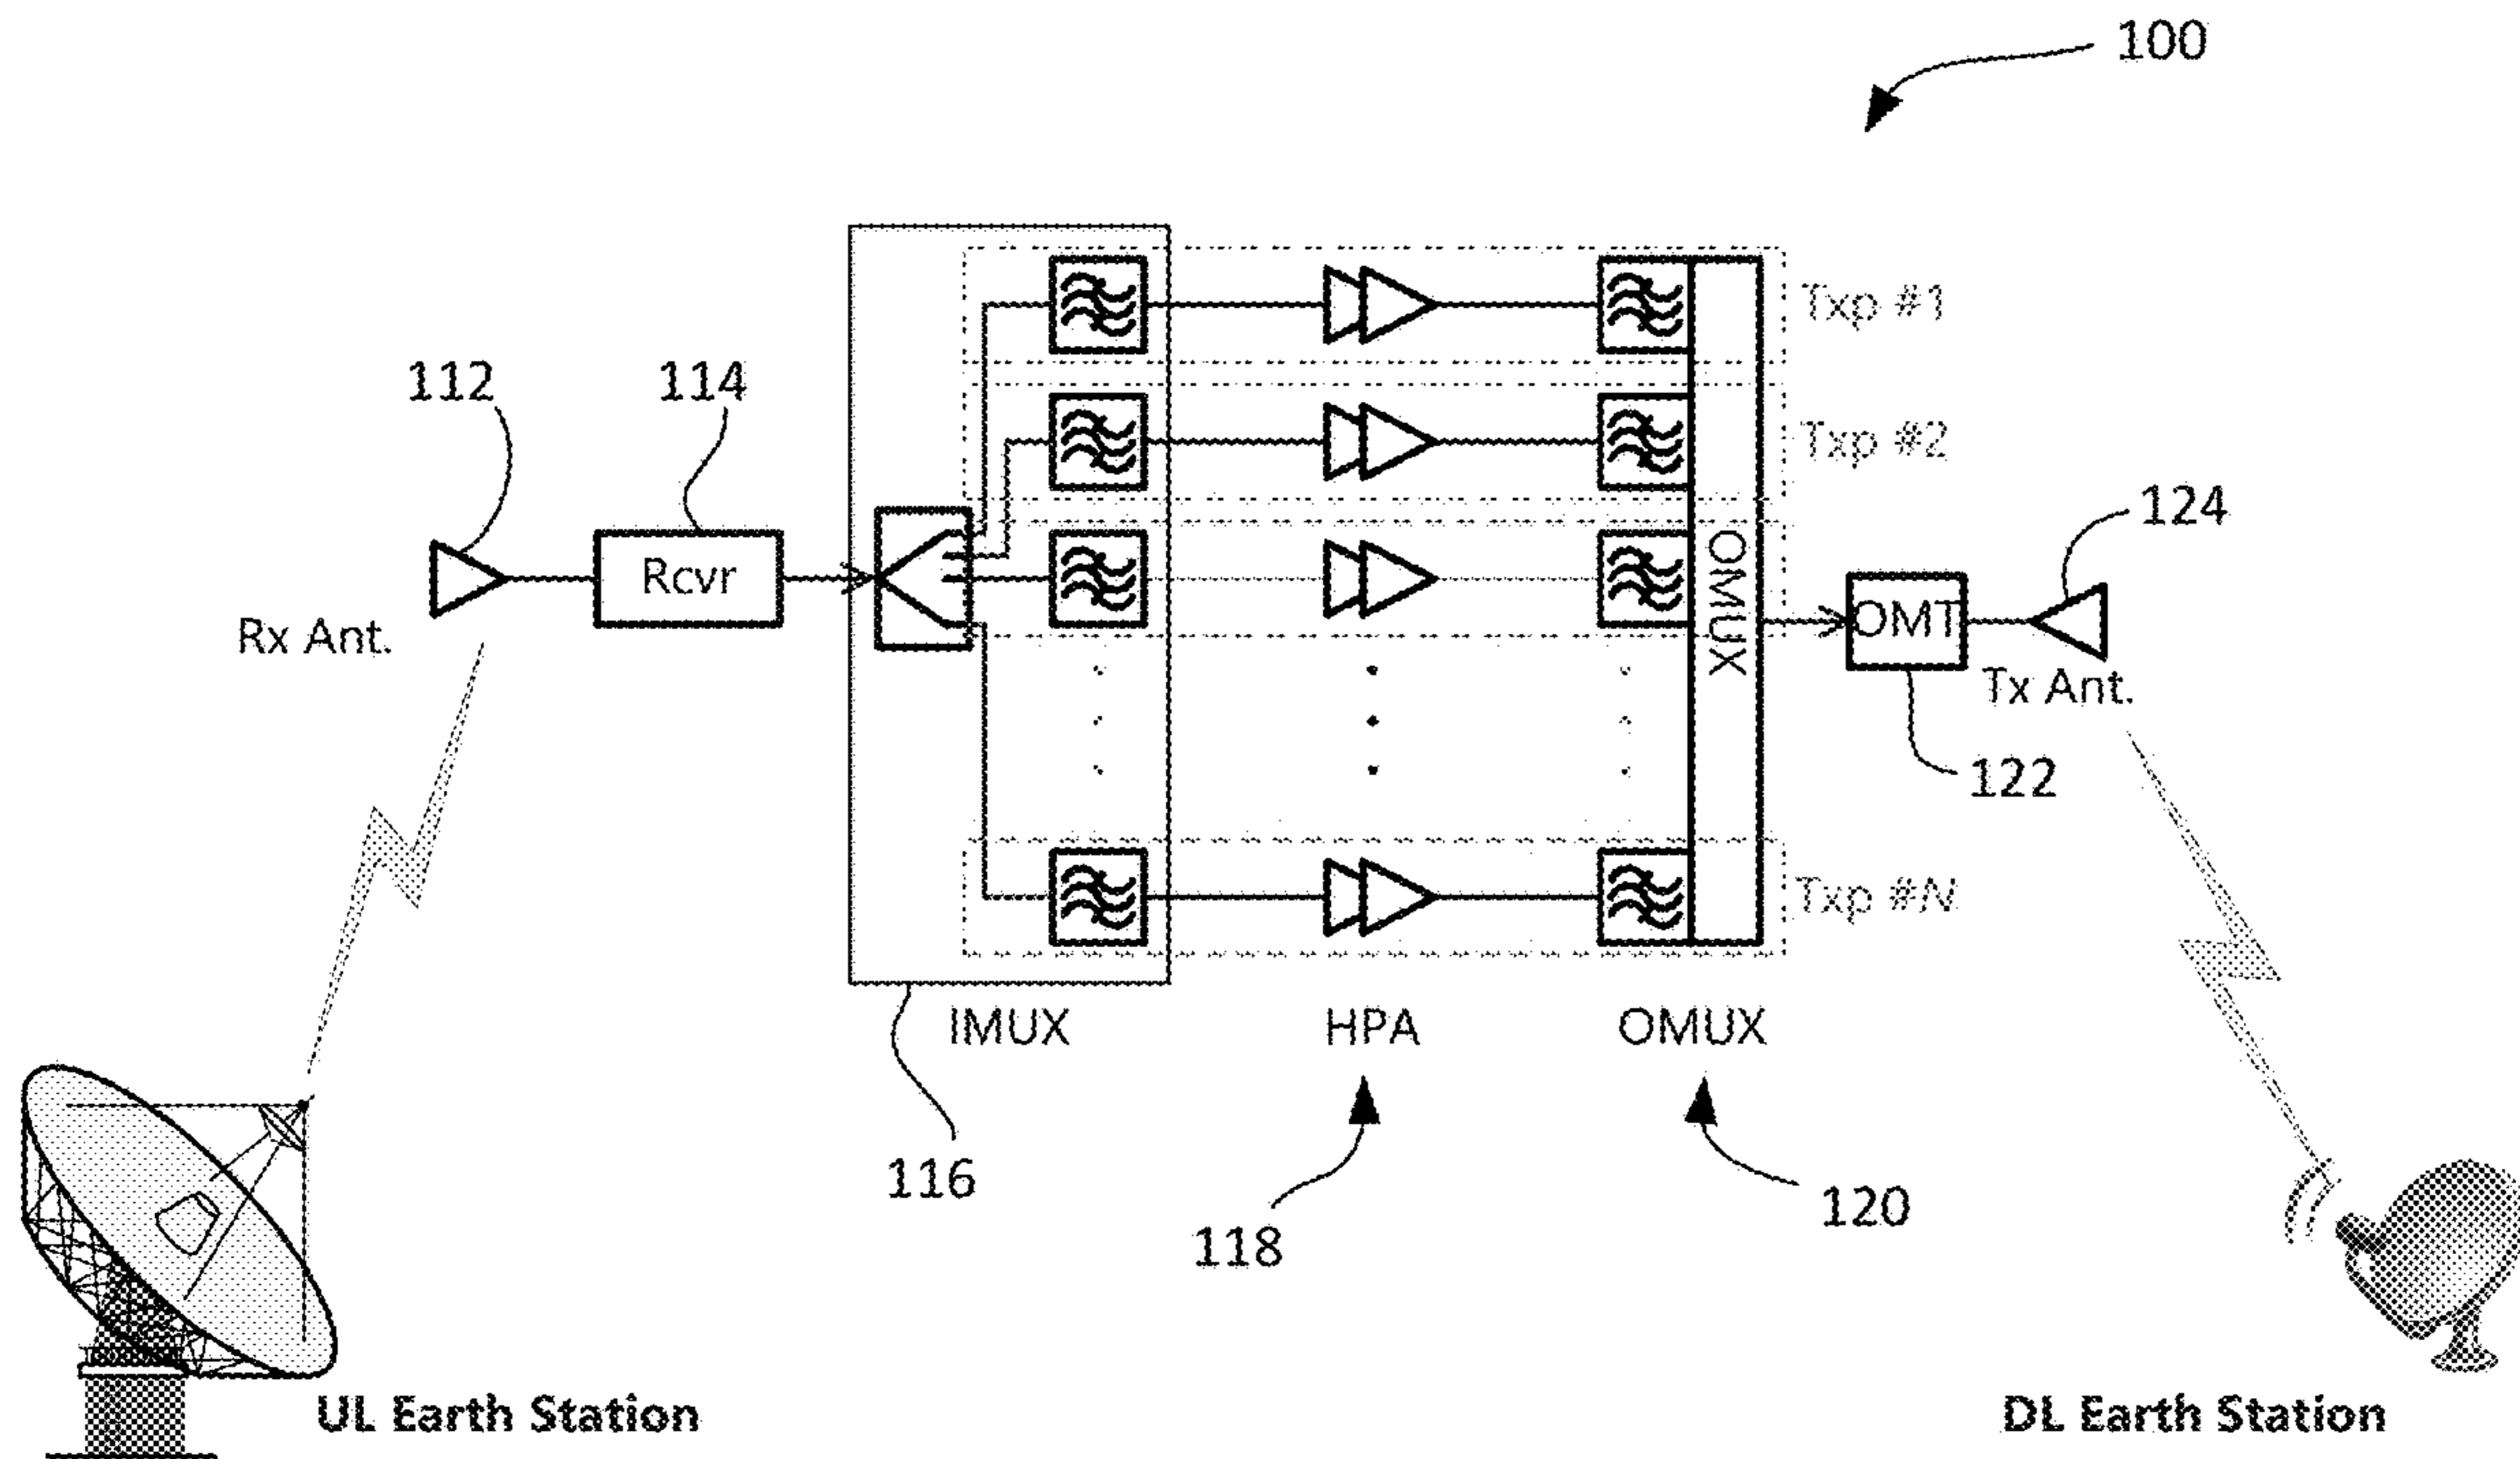 100
Txp #1
112
114
Txp #2
124
Rcvr
OMUX
OMT
Rx Ant.
Tx Ant.
122
Txp #N
IMUX
HPA
OMUX
116
118
120
UL Earth Station
DL Earth Station